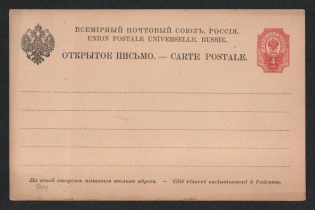 ВСЕМІРНЫЙ ПОЧТОВЫЙ СОЮЗЪ. РОССІЯ.
UNION POSTALE UNIVERSELLE. RUSSIE.
ОТКРЫТОЕ ПИСЬМО. — CARTE POSTALE.
4
На этой сторонѣ пишется только адресъ. — Côté réservé exclusivement à l'adresse.